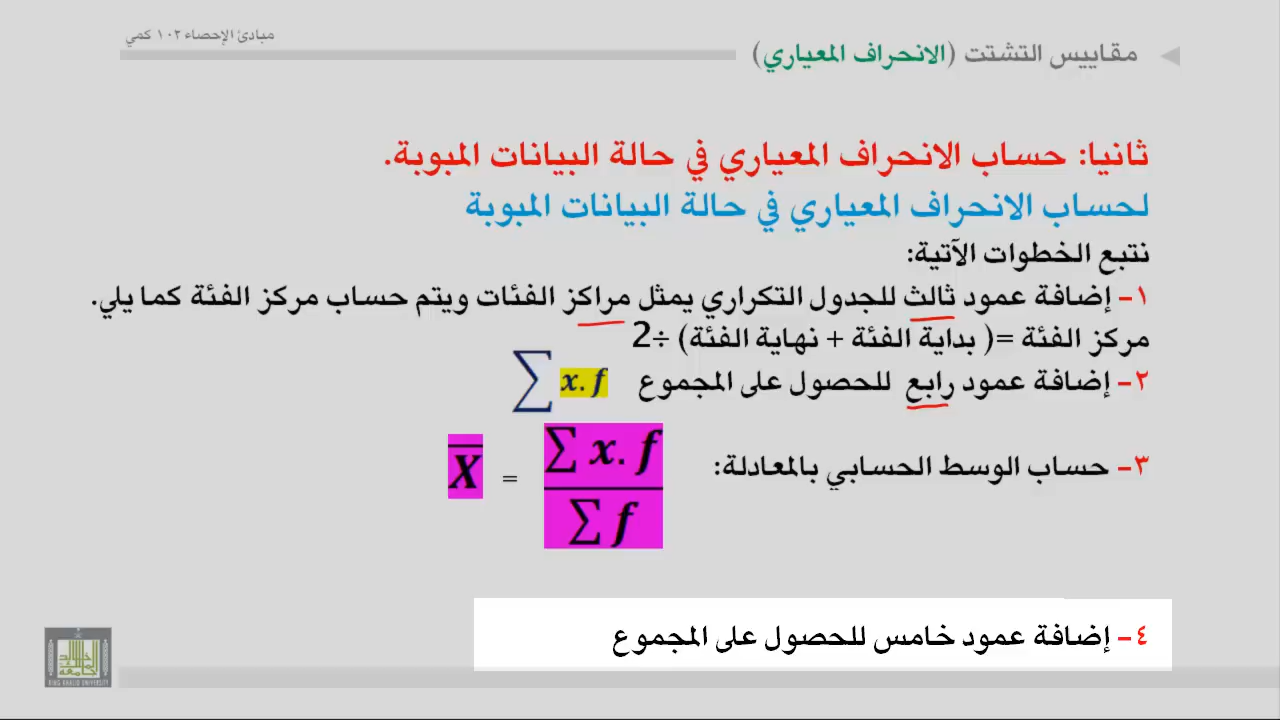 مبادئ الإحصاء ١٠٢ كمي
مقاييس التشتت (الانحراف المعياري)
ثانيا: حساب الانحراف المعياري في حالة البيانات المبوبة.
لحساب الانحراف المعياري في حالة البيانات المبوبة
نتبع الخطوات الآتية:
١- إضافة عمود ثالث للجدول التكراري يمثل مراكز الفئات ويتم حساب مركز الفئة كما يلي.
مركز الفئة =( بداية الفئة + نهاية الفئة) ÷2
٢- إضافة عمود رابع للحصول على المجموع ∑ x. f
٣- حساب الوسط الحسابي بالمعادلة:
X̅ = ∑ x. f / ∑ f
٤- إضافة عمود خامس للحصول على المجموع
KING KHALID UNIVERSITY